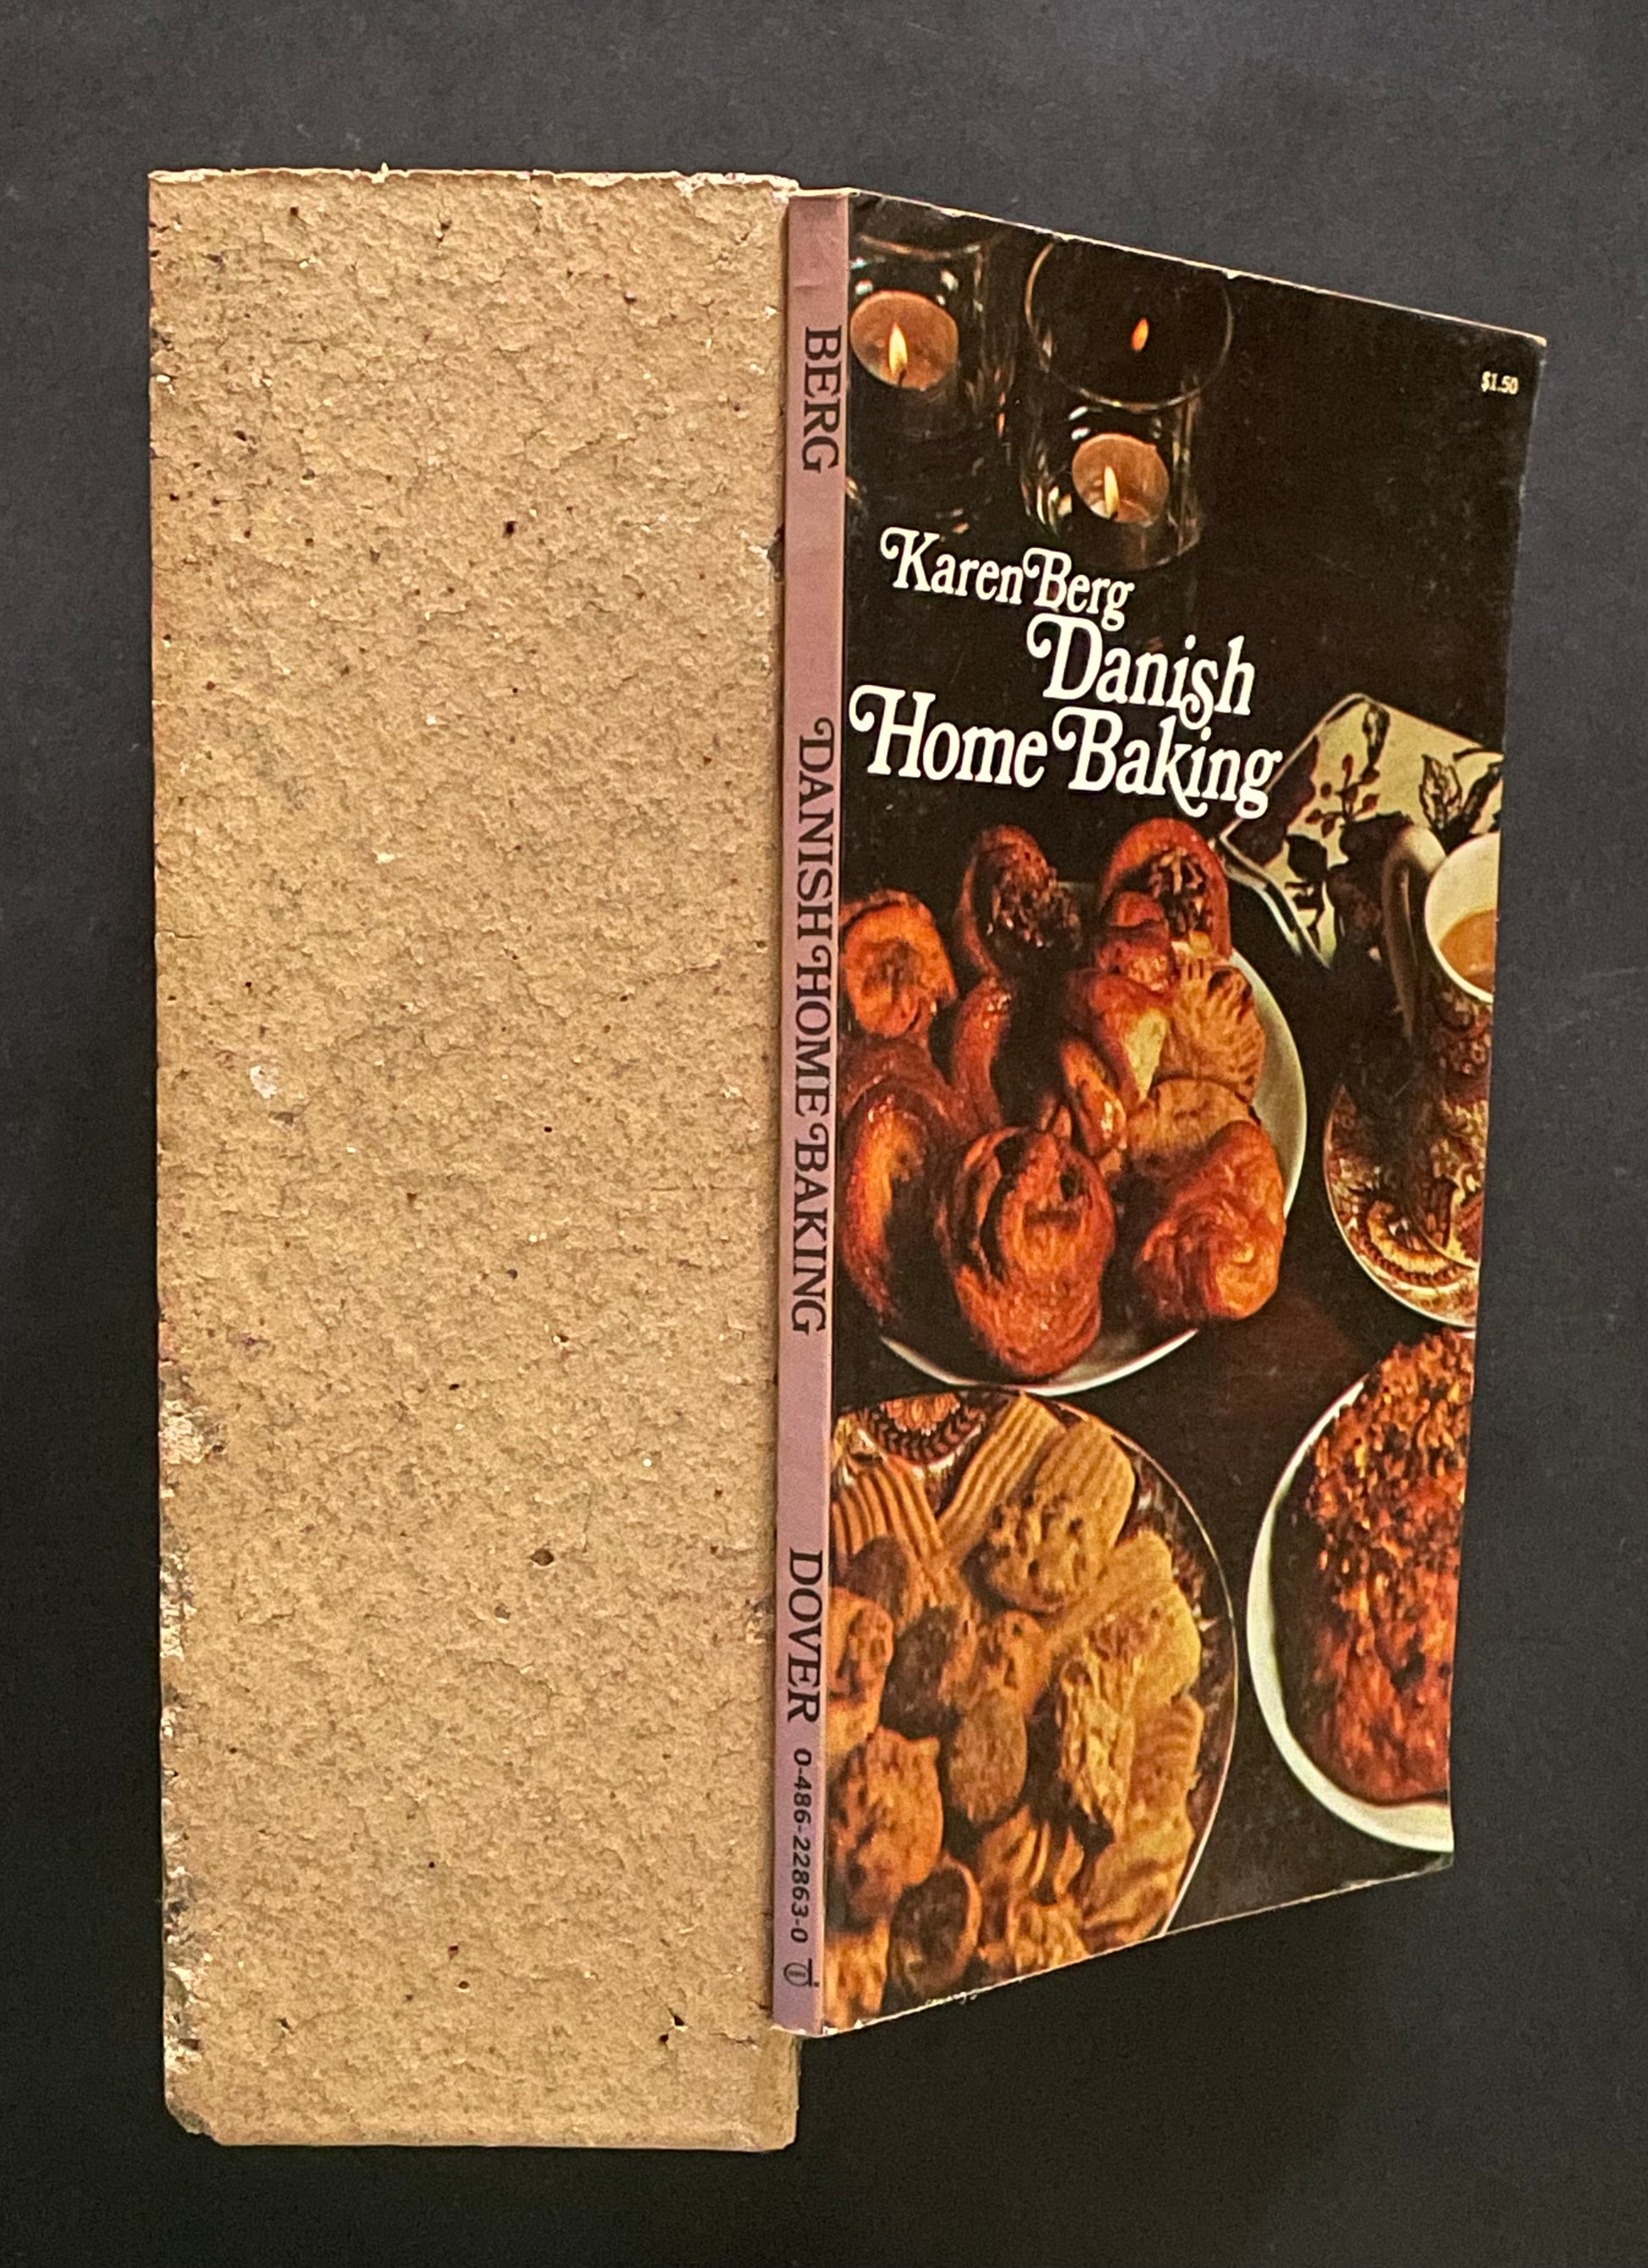 BERG DANISH HOME BAKING DOVER 0-486-22863-0
$1.50
Karen Berg
Danish
Home Baking